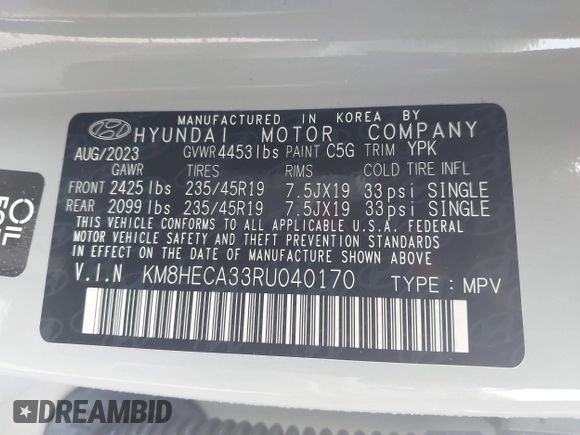 MANUFACTURED IN KOREA BY
HYUNDAI MOTOR COMPANY
AUG/2023 GVWR 4453lbs PAINT C5G TRIM YPK
GAWR TIRES RIMS COLD TIRE INFL
FRONT 2425lbs 235/45R19 7.5JX19 33psi SINGLE
REAR 2099lbs 235/45R19 7.5JX19 33psi SINGLE
THIS VEHICLE CONFORMS TO ALL APPLICABLE U.S.A. FEDERAL
MOTOR VEHICLE SAFETY AND THEFT PREVENTION STANDARDS
IN EFFECT ON THE DATE OF MANUFACTURE SHOWN ABOVE.
V.I.N KM8HECA33RU040170 TYPE : MPV
DREAMBID